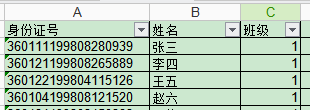 A B C
身份证号 姓名 班级
360111199808280939 张三 1
360121199808265889 李四 1
360122199804115126 王五 1
360104199808121520 赵六 1